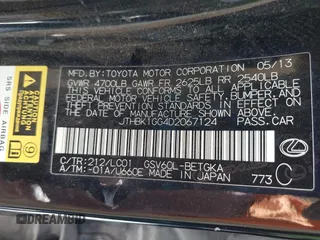 MFD. BY: TOYOTA MOTOR CORPORATION 05/13
GVWR 4700LB GAWR FR 2625LB RR 2540LB
THIS VEHICLE CONFORMS TO ALL APPLICABLE
FEDERAL MOTOR VEHICLE SAFETY, BUMPER, AND
THEFT PREVENTION STANDARDS IN EFFECT ON
THE DATE OF MANUFACTURE SHOWN ABOVE.
JTHBK1GG4D2067124 PASS.CAR
C/TR:212/LC01 GSV60L-BETGKA
A/TM:-01A/U660E MADE IN JAPAN 773
SRS SIDE AIRBAG
DREAMBID